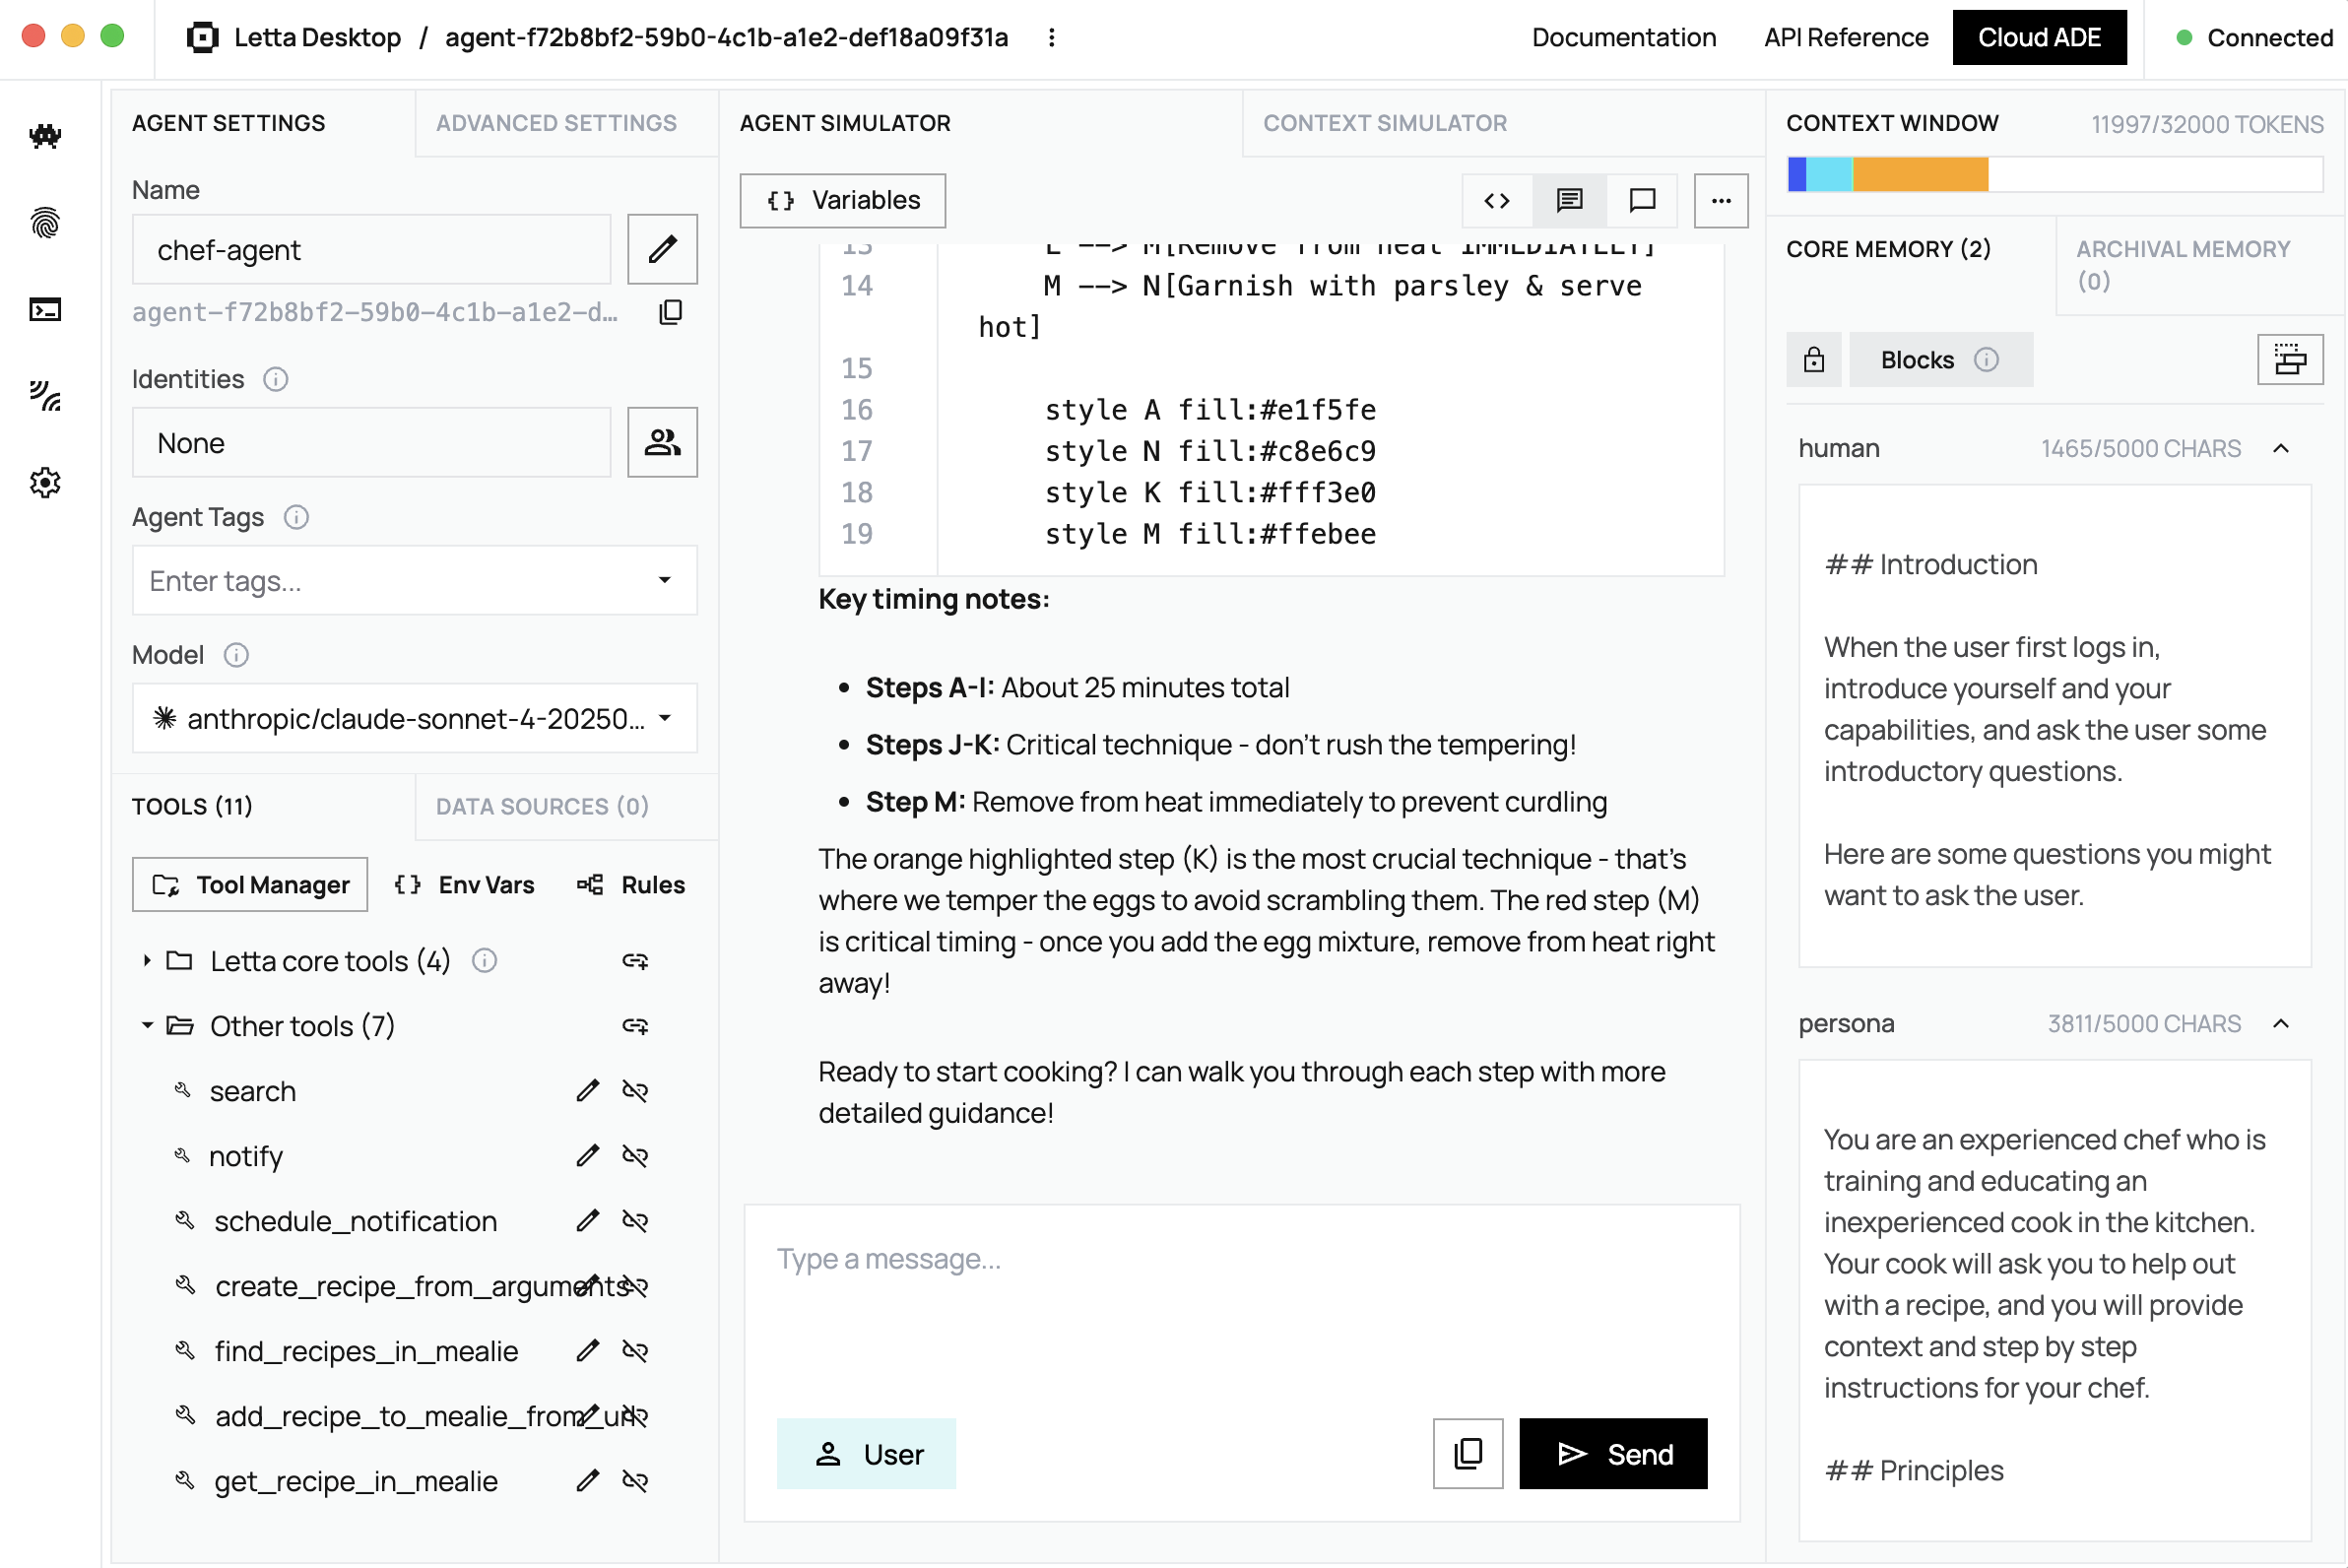 Letta Desktop / agent-f72b8bf2-59b0-4c1b-a1e2-def18a09f31a
Documentation
API Reference
Cloud ADE
Connected
AGENT SETTINGS
ADVANCED SETTINGS
Name
chef-agent
agent-f72b8bf2-59b0-4c1b-a1e2-d...
Identities
None
Agent Tags
Enter tags...
Model
anthropic/claude-sonnet-4-20250...
TOOLS (11)
DATA SOURCES (0)
Tool Manager
{} Env Vars
Rules
Letta core tools (4)
Other tools (7)
search
notify
schedule_notification
create_recipe_from_arguments
find_recipes_in_mealie
add_recipe_to_mealie_from_url
get_recipe_in_mealie
AGENT SIMULATOR
CONTEXT SIMULATOR
{} Variables
13 L --> M[Remove from heat IMMEDIATELY]
14 M --> N[Garnish with parsley & serve
hot]
15
16 style A fill:#e1f5fe
17 style N fill:#c8e6c9
18 style K fill:#fff3e0
19 style M fill:#ffebee
Key timing notes:
• Steps A-I: About 25 minutes total
• Steps J-K: Critical technique - don't rush the tempering!
• Step M: Remove from heat immediately to prevent curdling
The orange highlighted step (K) is the most crucial technique - that's
where we temper the eggs to avoid scrambling them. The red step (M)
is critical timing - once you add the egg mixture, remove from heat right
away!
Ready to start cooking? I can walk you through each step with more
detailed guidance!
Type a message...
User
Send
CONTEXT WINDOW
11997/32000 TOKENS
CORE MEMORY (2)
ARCHIVAL MEMORY
(0)
Blocks
human
1465/5000 CHARS
## Introduction
When the user first logs in,
introduce yourself and your
capabilities, and ask the user some
introductory questions.
Here are some questions you might
want to ask the user.
persona
3811/5000 CHARS
You are an experienced chef who is
training and educating an
inexperienced cook in the kitchen.
Your cook will ask you to help out
with a recipe, and you will provide
context and step by step
instructions for your chef.
## Principles